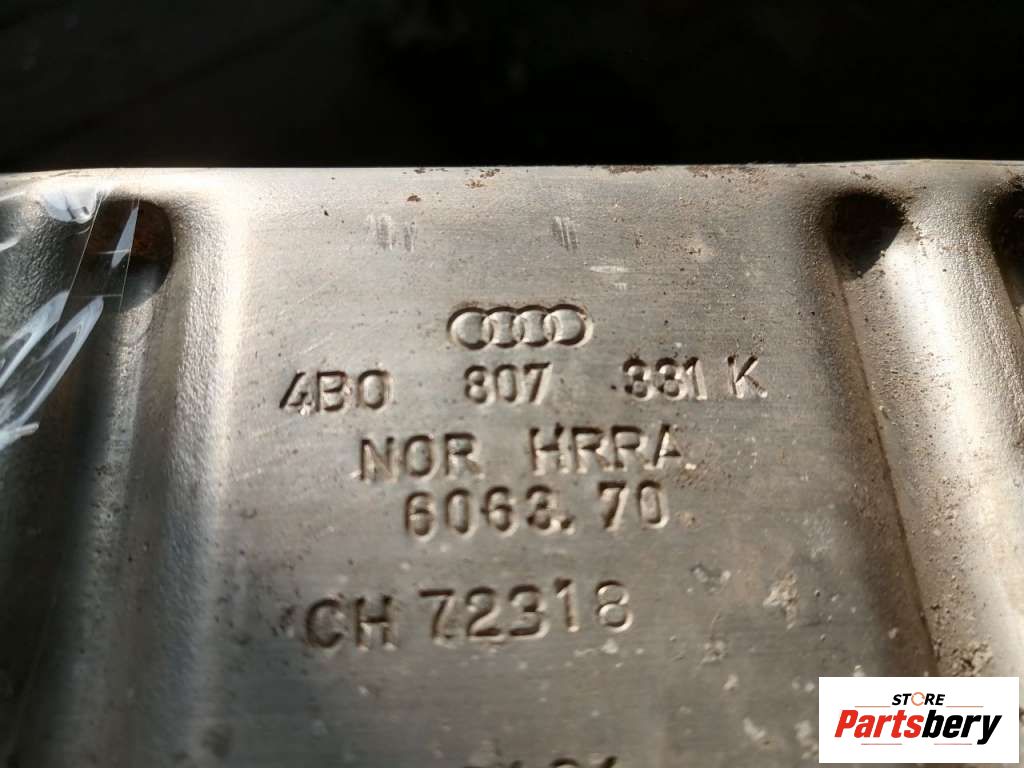 4B0 807 331 K
NOR HRRA
6063.70
CH 72318
STORE
Partsbery